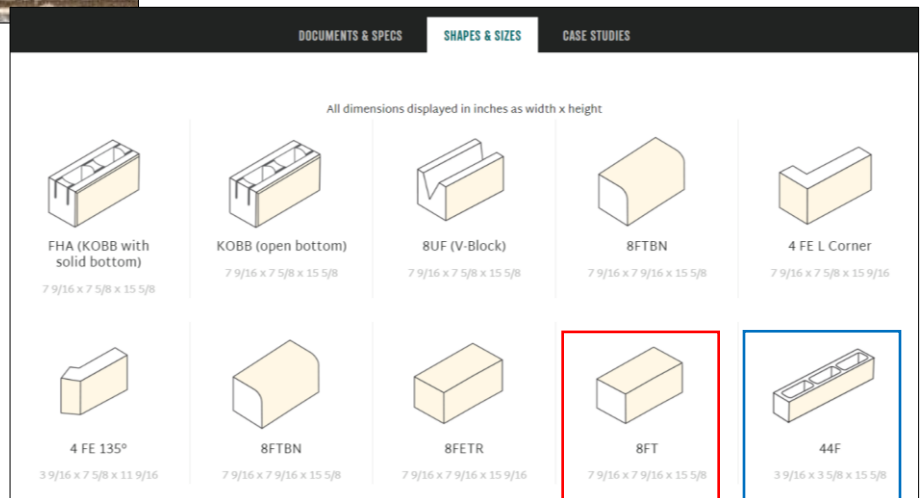 DOCUMENTS & SPECS SHAPES & SIZES CASE STUDIES
All dimensions displayed in inches as width x height
FHA (KOBB with
solid bottom)
7 9/16 x 7 5/8 x 15 5/8
KOBB (open bottom)
7 9/16 x 7 5/8 x 15 5/8
8UF (V-Block)
7 9/16 x 7 5/8 x 15 5/8
8FTBN
7 9/16 x 7 9/16 x 15 5/8
4 FE L Corner
7 9/16 x 7 5/8 x 15 9/16
4 FE 135°
3 9/16 x 7 5/8 x 11 9/16
8FTBN
7 9/16 x 7 9/16 x 15 5/8
8FETR
7 9/16 x 7 9/16 x 15 9/16
8FT
7 9/16 x 7 9/16 x 15 5/8
44F
3 9/16 x 3 5/8 x 15 5/8